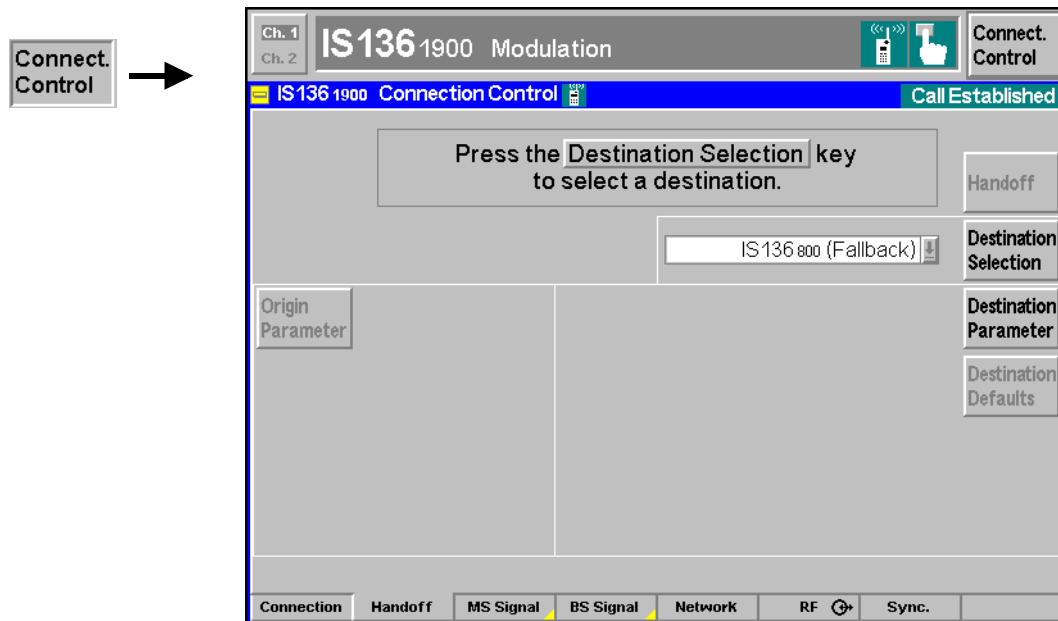 Connect.
Control
Ch. 1
Ch. 2
IS136 1900 Modulation
Connect.
Control
IS136 1900 Connection Control
Call Established
Press the Destination Selection key
to select a destination.
Handoff
IS136 800 (Fallback)
Destination
Selection
Origin
Parameter
Destination
Parameter
Destination
Defaults
Connection Handoff MS Signal BS Signal Network RF Sync.